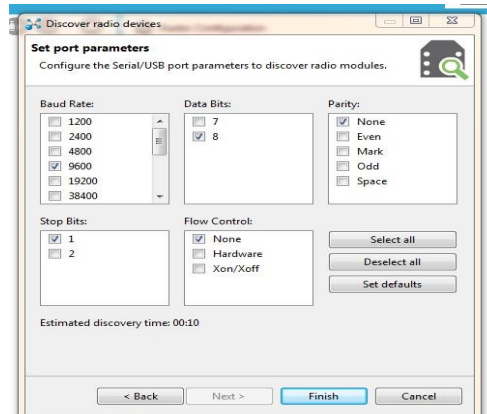 Discover radio devices
Set port parameters
Configure the Serial/USB port parameters to discover radio modules.
Baud Rate:
1200
2400
4800
9600
19200
38400
Data Bits:
7
8
Parity:
None
Even
Mark
Odd
Space
Stop Bits:
1
2
Flow Control:
None
Hardware
Xon/Xoff
Select all
Deselect all
Set defaults
Estimated discovery time: 00:10
< Back
Next >
Finish
Cancel